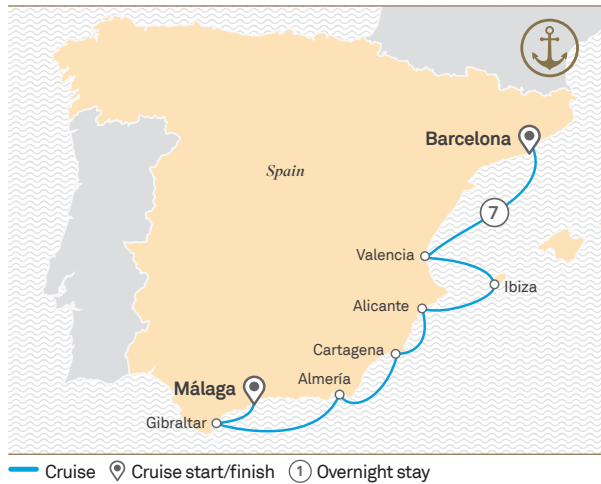 Barcelona
Spain
7
Valencia
Ibiza
Alicante
Cartagena
Almería
Málaga
Gibraltar
Cruise Cruise start/finish 1 Overnight stay